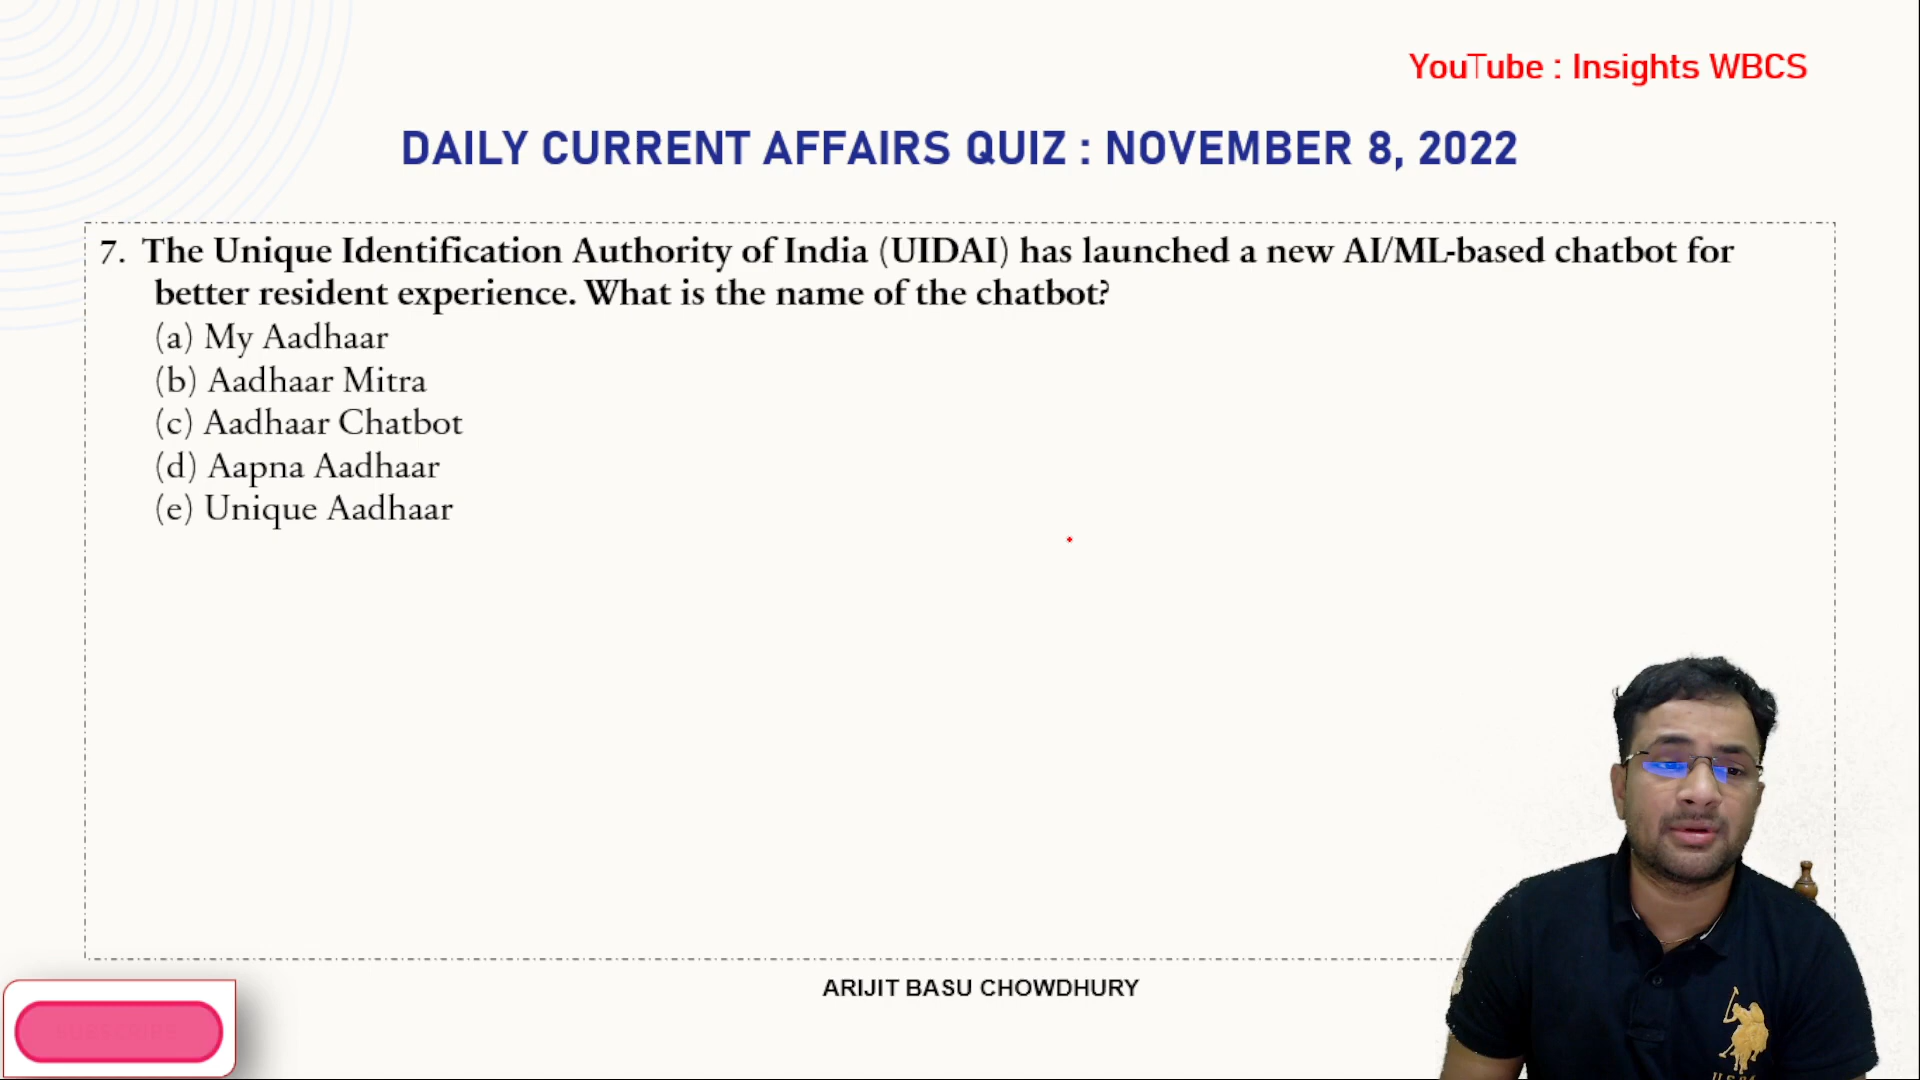 YouTube : Insights WBCS
DAILY CURRENT AFFAIRS QUIZ : NOVEMBER 8, 2022
7. The Unique Identification Authority of India (UIDAI) has launched a new AI/ML-based chatbot for
better resident experience. What is the name of the chatbot?
(a) My Aadhaar
(b) Aadhaar Mitra
(c) Aadhaar Chatbot
(d) Aapna Aadhaar
(e) Unique Aadhaar
ARIJIT BASU CHOWDHURY